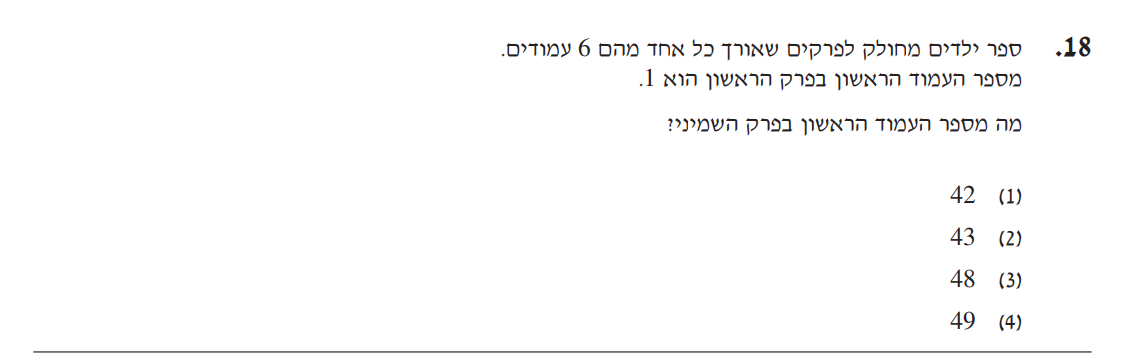 18. ספר ילדים מחולק לפרקים שאורך כל אחד מהם 6 עמודים.
מספר העמוד הראשון בפרק הראשון הוא 1.
מה מספר העמוד הראשון בפרק השמיני?
(1) 42
(2) 43
(3) 48
(4) 49